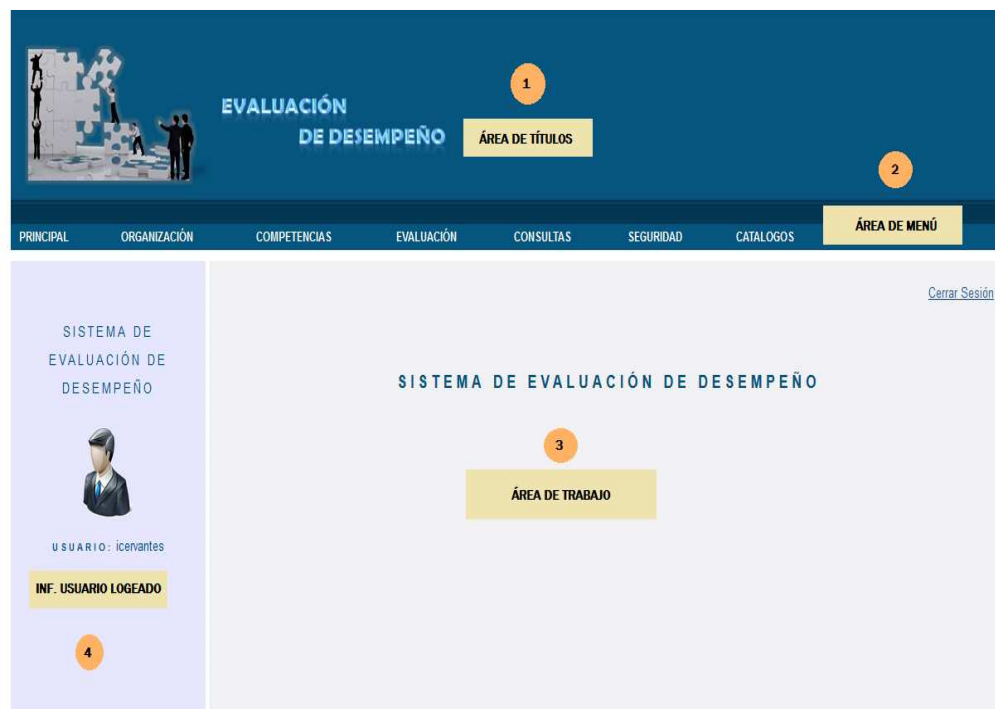 1
EVALUACIÓN
DE DESEMPEÑO
ÁREA DE TÍTULOS
2
ÁREA DE MENÚ
PRINCIPAL ORGANIZACIÓN COMPETENCIAS EVALUACIÓN CONSULTAS SEGURIDAD CATALOGOS
Cerrar Sesión
SISTEMA DE
EVALUACIÓN DE
DESEMPEÑO
SISTEMA DE EVALUACIÓN DE DESEMPEÑO
3
ÁREA DE TRABAJO
USUARIO: icervantes
INF. USUARIO LOGEADO
4